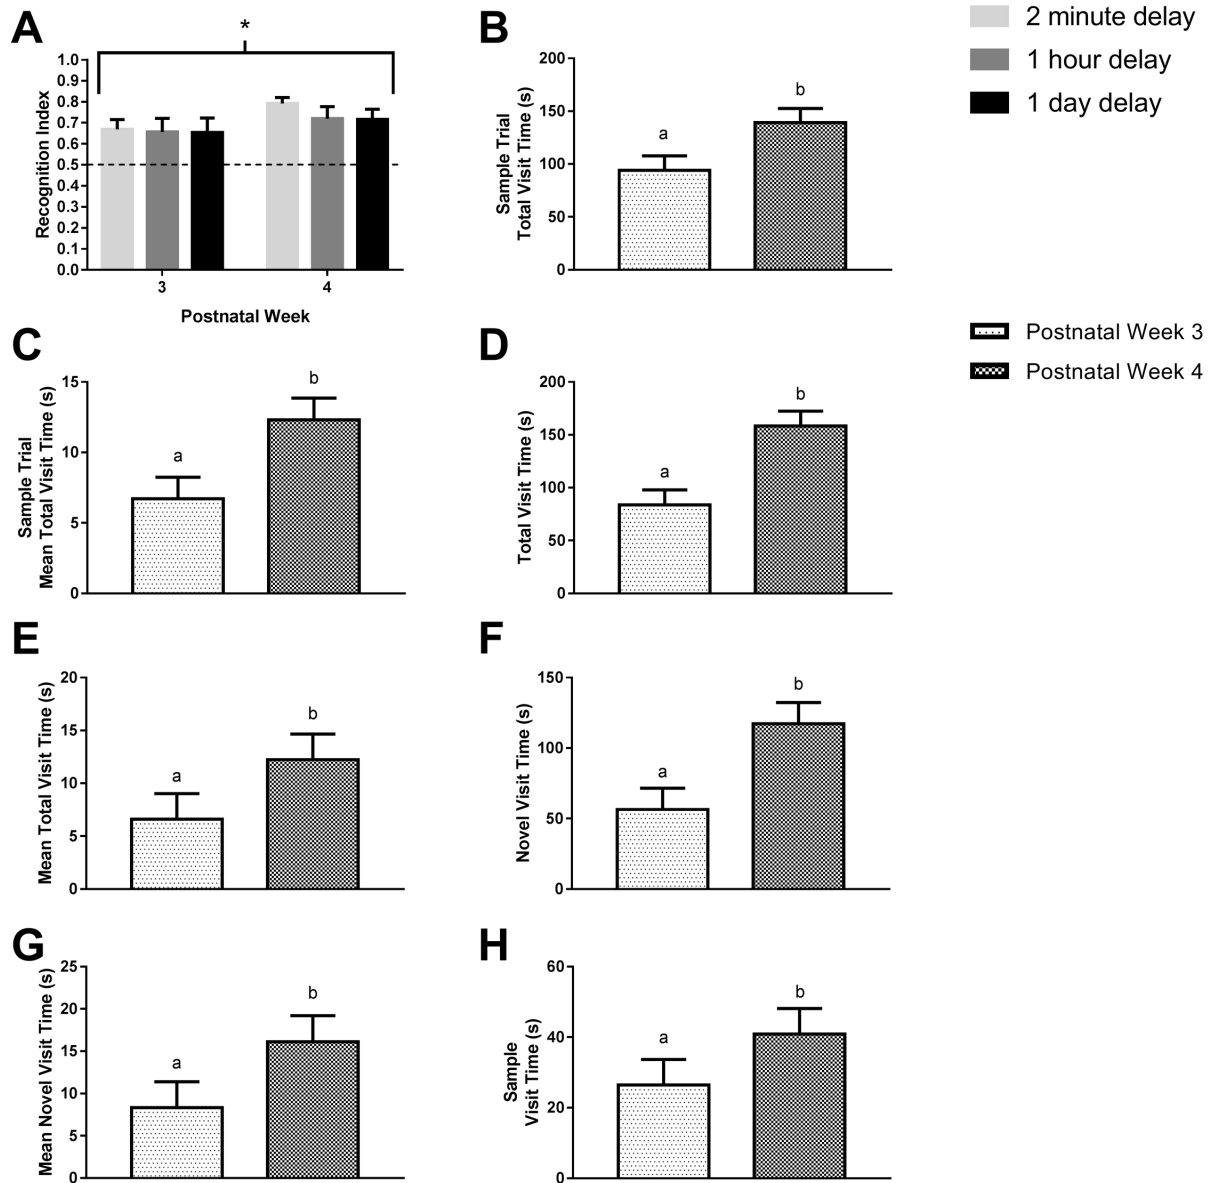 A
*
Recognition Index
1.0
0.9
0.8
0.7
0.6
0.5
0.4
0.3
0.2
0.1
0.0
3
4
Postnatal Week
B
Sample Trial
Total Visit Time (s)
200
150
100
50
0
a
b
2 minute delay
1 hour delay
1 day delay
C
Sample Trial
Mean Total Visit Time (s)
15
10
5
0
a
b
D
Total Visit Time (s)
200
150
100
50
0
a
b
Postnatal Week 3
Postnatal Week 4
E
Mean Total Visit Time (s)
20
15
10
5
0
a
b
F
Novel Visit Time (s)
150
100
50
0
a
b
G
Mean Novel Visit Time (s)
25
20
15
10
5
0
a
b
H
Sample
Visit Time (s)
60
40
20
0
a
b